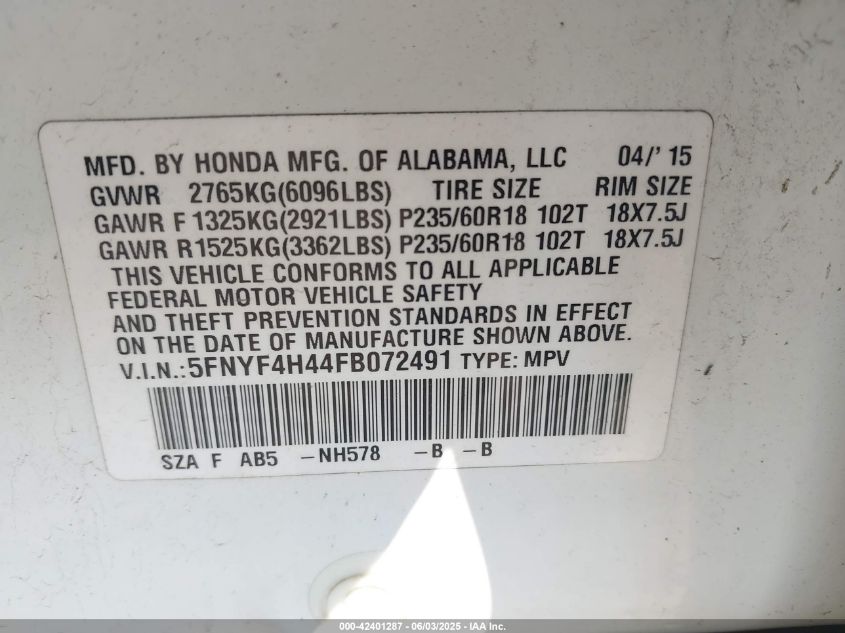 MFD. BY HONDA MFG. OF ALABAMA, LLC 04/' 15
GVWR 2765KG(6096LBS) TIRE SIZE RIM SIZE
GAWR F 1325KG(2921LBS) P235/60R18 102T 18X7.5J
GAWR R1525KG(3362LBS) P235/60R18 102T 18X7.5J
THIS VEHICLE CONFORMS TO ALL APPLICABLE
FEDERAL MOTOR VEHICLE SAFETY
AND THEFT PREVENTION STANDARDS IN EFFECT
ON THE DATE OF MANUFACTURE SHOWN ABOVE.
V.I.N.:5FNYF4H44FB072491 TYPE: MPV
SZA F AB5 -NH578 -B -B
000-42401287 - 06/03/2025 - IAA Inc.